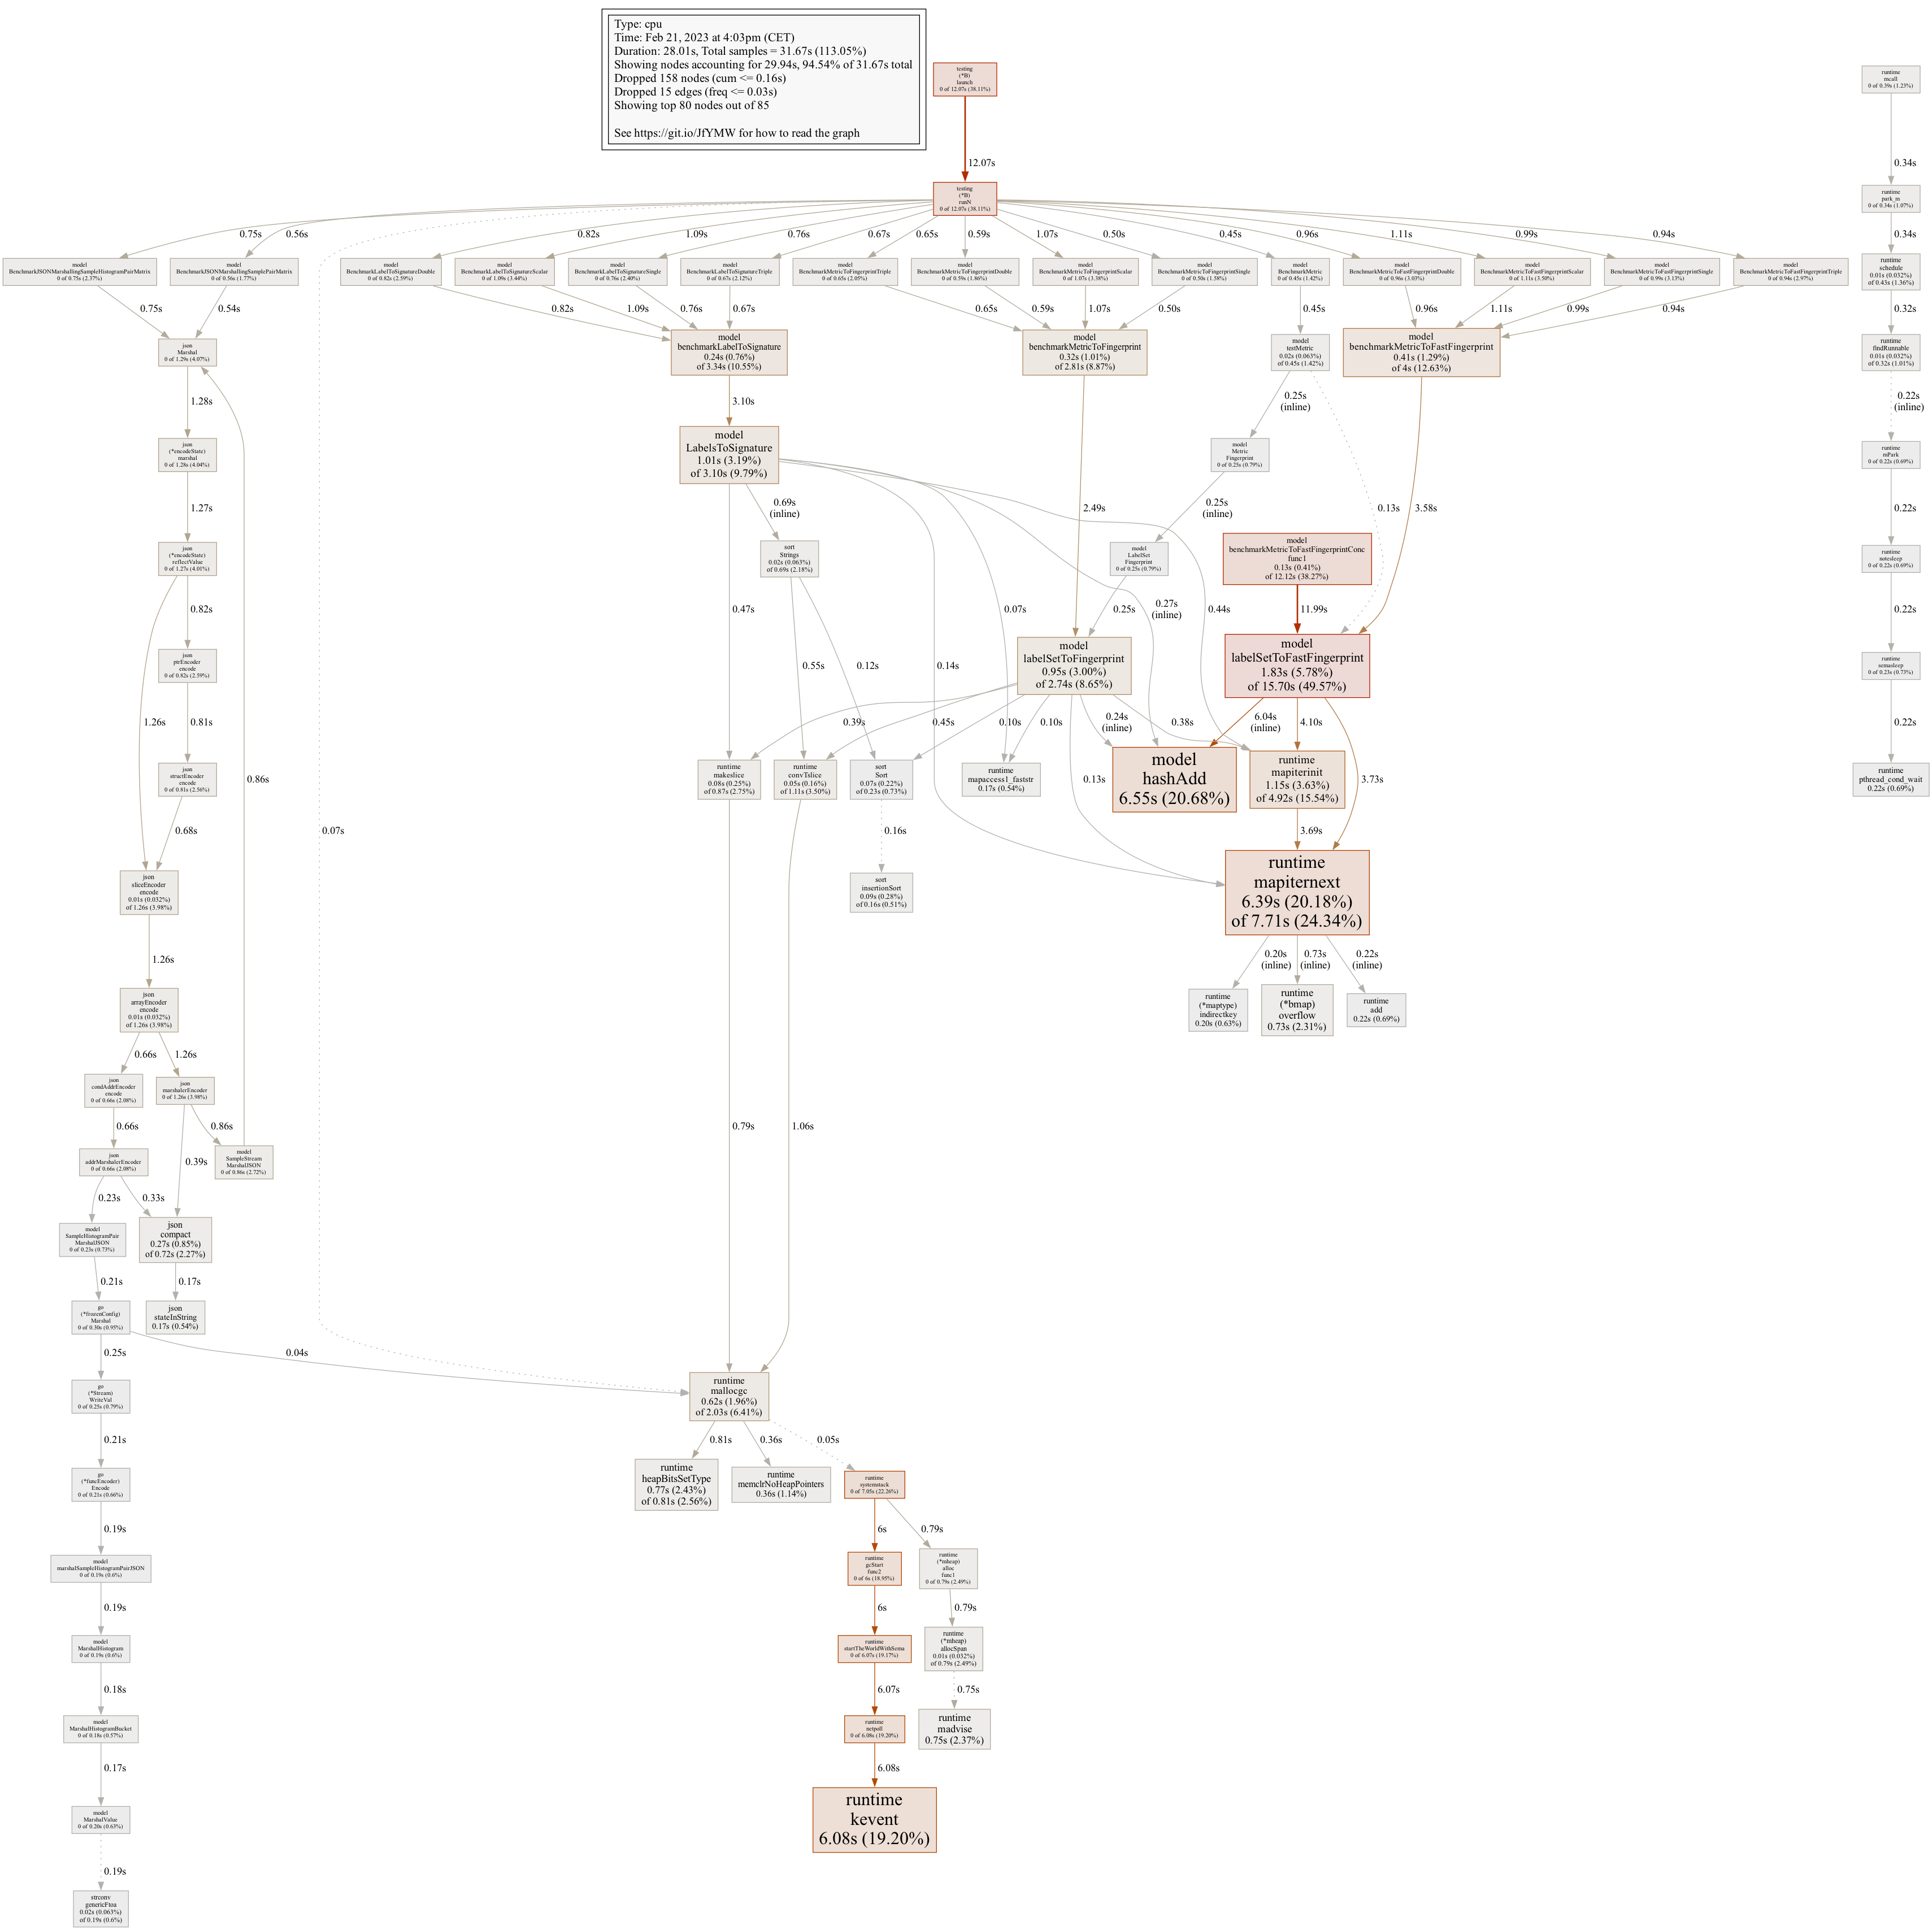 Type: cpu
Time: Feb 21, 2023 at 4:03pm (CET)
Duration: 28.01s, Total samples = 31.67s (113.05%)
Showing nodes accounting for 29.94s, 94.54% of 31.67s total
Dropped 158 nodes (cum <= 0.16s)
Dropped 15 edges (freq <= 0.03s)
Showing top 80 nodes out of 85
See https://git.io/JfYMW for how to read the graph
testing
(*B)
launch
0 of 12.07s (38.11%)
runtime
mcall
0 of 0.39s (1.23%)
12.07s
0.34s
testing
(*B)
runN
0 of 12.07s (38.11%)
runtime
park_m
0 of 0.34s (1.07%)
0.75s
0.56s
0.82s
1.09s
0.76s
0.67s
0.65s
0.59s
1.07s
0.50s
0.45s
0.96s
1.11s
0.99s
0.94s
0.34s
model
BenchmarkJSONMarshallingSampleHistogramPairMatrix
0 of 0.75s (2.37%)
model
BenchmarkJSONMarshallingSamplePairMatrix
0 of 0.56s (1.77%)
model
BenchmarkLabelToSignatureDouble
0 of 0.82s (2.59%)
model
BenchmarkLabelToSignatureScalar
0 of 1.09s (3.44%)
model
BenchmarkLabelToSignatureSingle
0 of 0.76s (2.40%)
model
BenchmarkLabelToSignatureTriple
0 of 0.67s (2.12%)
model
BenchmarkMetricToFingerprintTriple
0 of 0.65s (2.05%)
model
BenchmarkMetricToFingerprintDouble
0 of 0.59s (1.86%)
model
BenchmarkMetricToFingerprintScalar
0 of 1.07s (3.38%)
model
BenchmarkMetricToFingerprintSingle
0 of 0.50s (1.58%)
model
BenchmarkMetric
0 of 0.45s (1.42%)
model
BenchmarkMetricToFastFingerprintDouble
0 of 0.96s (3.03%)
model
BenchmarkMetricToFastFingerprintScalar
0 of 1.11s (3.50%)
model
BenchmarkMetricToFastFingerprintSingle
0 of 0.99s (3.13%)
model
BenchmarkMetricToFastFingerprintTriple
0 of 0.94s (2.97%)
runtime
schedule
0.01s (0.032%)
of 0.43s (1.36%)
0.75s
0.54s
0.82s
1.09s
0.76s
0.67s
0.65s
0.59s
1.07s
0.50s
0.45s
0.96s
1.11s
0.99s
0.94s
0.32s
json
Marshal
0 of 1.29s (4.07%)
model
benchmarkLabelToSignature
0.24s (0.76%)
of 3.34s (10.55%)
model
benchmarkMetricToFingerprint
0.32s (1.01%)
of 2.81s (8.87%)
model
testMetric
0.02s (0.063%)
of 0.45s (1.42%)
model
benchmarkMetricToFastFingerprint
0.41s (1.29%)
of 4s (12.63%)
runtime
findRunnable
0.01s (0.032%)
of 0.32s (1.01%)
1.28s
3.10s
0.25s
(inline)
0.22s
(inline)
json
(*encodeState)
marshal
0 of 1.28s (4.04%)
model
LabelsToSignature
1.01s (3.19%)
of 3.10s (9.79%)
model
Metric
Fingerprint
0 of 0.25s (0.79%)
runtime
mPark
0 of 0.22s (0.69%)
1.27s
0.69s
(inline)
2.49s
0.25s
(inline)
0.13s
3.58s
0.22s
json
(*encodeState)
reflectValue
0 of 1.27s (4.01%)
sort
Strings
0.02s (0.063%)
of 0.69s (2.18%)
model
LabelSet
Fingerprint
0 of 0.25s (0.79%)
model
benchmarkMetricToFastFingerprintConc
func1
0.13s (0.41%)
of 12.12s (38.27%)
runtime
notesleep
0 of 0.22s (0.69%)
0.82s
0.47s
0.07s
0.25s
0.27s
(inline)
0.44s
11.99s
0.22s
json
ptrEncoder
encode
0 of 0.82s (2.59%)
model
labelSetToFingerprint
0.95s (3.00%)
of 2.74s (8.65%)
model
labelSetToFastFingerprint
1.83s (5.78%)
of 15.70s (49.57%)
runtime
semasleep
0 of 0.23s (0.73%)
1.26s
0.81s
0.55s
0.12s
0.14s
0.39s
0.45s
0.10s
0.10s
0.24s
(inline)
0.38s
6.04s
(inline)
4.10s
0.22s
json
structEncoder
encode
0 of 0.81s (2.56%)
0.86s
runtime
makeslice
0.08s (0.25%)
of 0.87s (2.75%)
runtime
convTslice
0.05s (0.16%)
of 1.11s (3.50%)
sort
Sort
0.07s (0.22%)
of 0.23s (0.73%)
runtime
mapaccess1_faststr
0.17s (0.54%)
0.13s
model
hashAdd
6.55s (20.68%)
runtime
mapiterinit
1.15s (3.63%)
of 4.92s (15.54%)
3.73s
runtime
pthread_cond_wait
0.22s (0.69%)
0.68s
0.07s
0.16s
3.69s
json
sliceEncoder
encode
0.01s (0.032%)
of 1.26s (3.98%)
sort
insertionSort
0.09s (0.28%)
of 0.16s (0.51%)
runtime
mapiternext
6.39s (20.18%)
of 7.71s (24.34%)
1.26s
0.20s
(inline)
0.73s
(inline)
0.22s
(inline)
json
arrayEncoder
encode
0.01s (0.032%)
of 1.26s (3.98%)
runtime
(*maptype)
indirectkey
0.20s (0.63%)
runtime
(*bmap)
overflow
0.73s (2.31%)
runtime
add
0.22s (0.69%)
0.66s
1.26s
json
condAddrEncoder
encode
0 of 0.66s (2.08%)
json
marshalerEncoder
0 of 1.26s (3.98%)
0.66s
0.86s
0.79s
1.06s
json
addrMarshalerEncoder
0 of 0.66s (2.08%)
0.39s
model
SampleStream
MarshalJSON
0 of 0.86s (2.72%)
0.23s
0.33s
model
SampleHistogramPair
MarshalJSON
0 of 0.23s (0.73%)
json
compact
0.27s (0.85%)
of 0.72s (2.27%)
0.21s
0.17s
go
(*frozenConfig)
Marshal
0 of 0.30s (0.95%)
json
stateInString
0.17s (0.54%)
0.25s
0.04s
go
(*Stream)
WriteVal
0 of 0.25s (0.79%)
runtime
mallocgc
0.62s (1.96%)
of 2.03s (6.41%)
0.21s
0.81s
0.36s
0.05s
go
(*funcEncoder)
Encode
0 of 0.21s (0.66%)
runtime
heapBitsSetType
0.77s (2.43%)
of 0.81s (2.56%)
runtime
memclrNoHeapPointers
0.36s (1.14%)
runtime
systemstack
0 of 7.05s (22.26%)
0.19s
6s
0.79s
model
marshalSampleHistogramPairJSON
0 of 0.19s (0.6%)
runtime
gcStart
func2
0 of 6s (18.95%)
runtime
(*mheap)
alloc
func1
0 of 0.79s (2.49%)
0.19s
6s
0.79s
model
MarshalHistogram
0 of 0.19s (0.6%)
runtime
startTheWorldWithSema
0 of 6.07s (19.17%)
runtime
(*mheap)
allocSpan
0.01s (0.032%)
of 0.79s (2.49%)
0.18s
6.07s
0.75s
model
MarshalHistogramBucket
0 of 0.18s (0.57%)
runtime
netpoll
0 of 6.08s (19.20%)
runtime
madvise
0.75s (2.37%)
0.17s
6.08s
model
MarshalValue
0 of 0.20s (0.63%)
runtime
kevent
6.08s (19.20%)
0.19s
strconv
genericFtoa
0.02s (0.063%)
of 0.19s (0.6%)